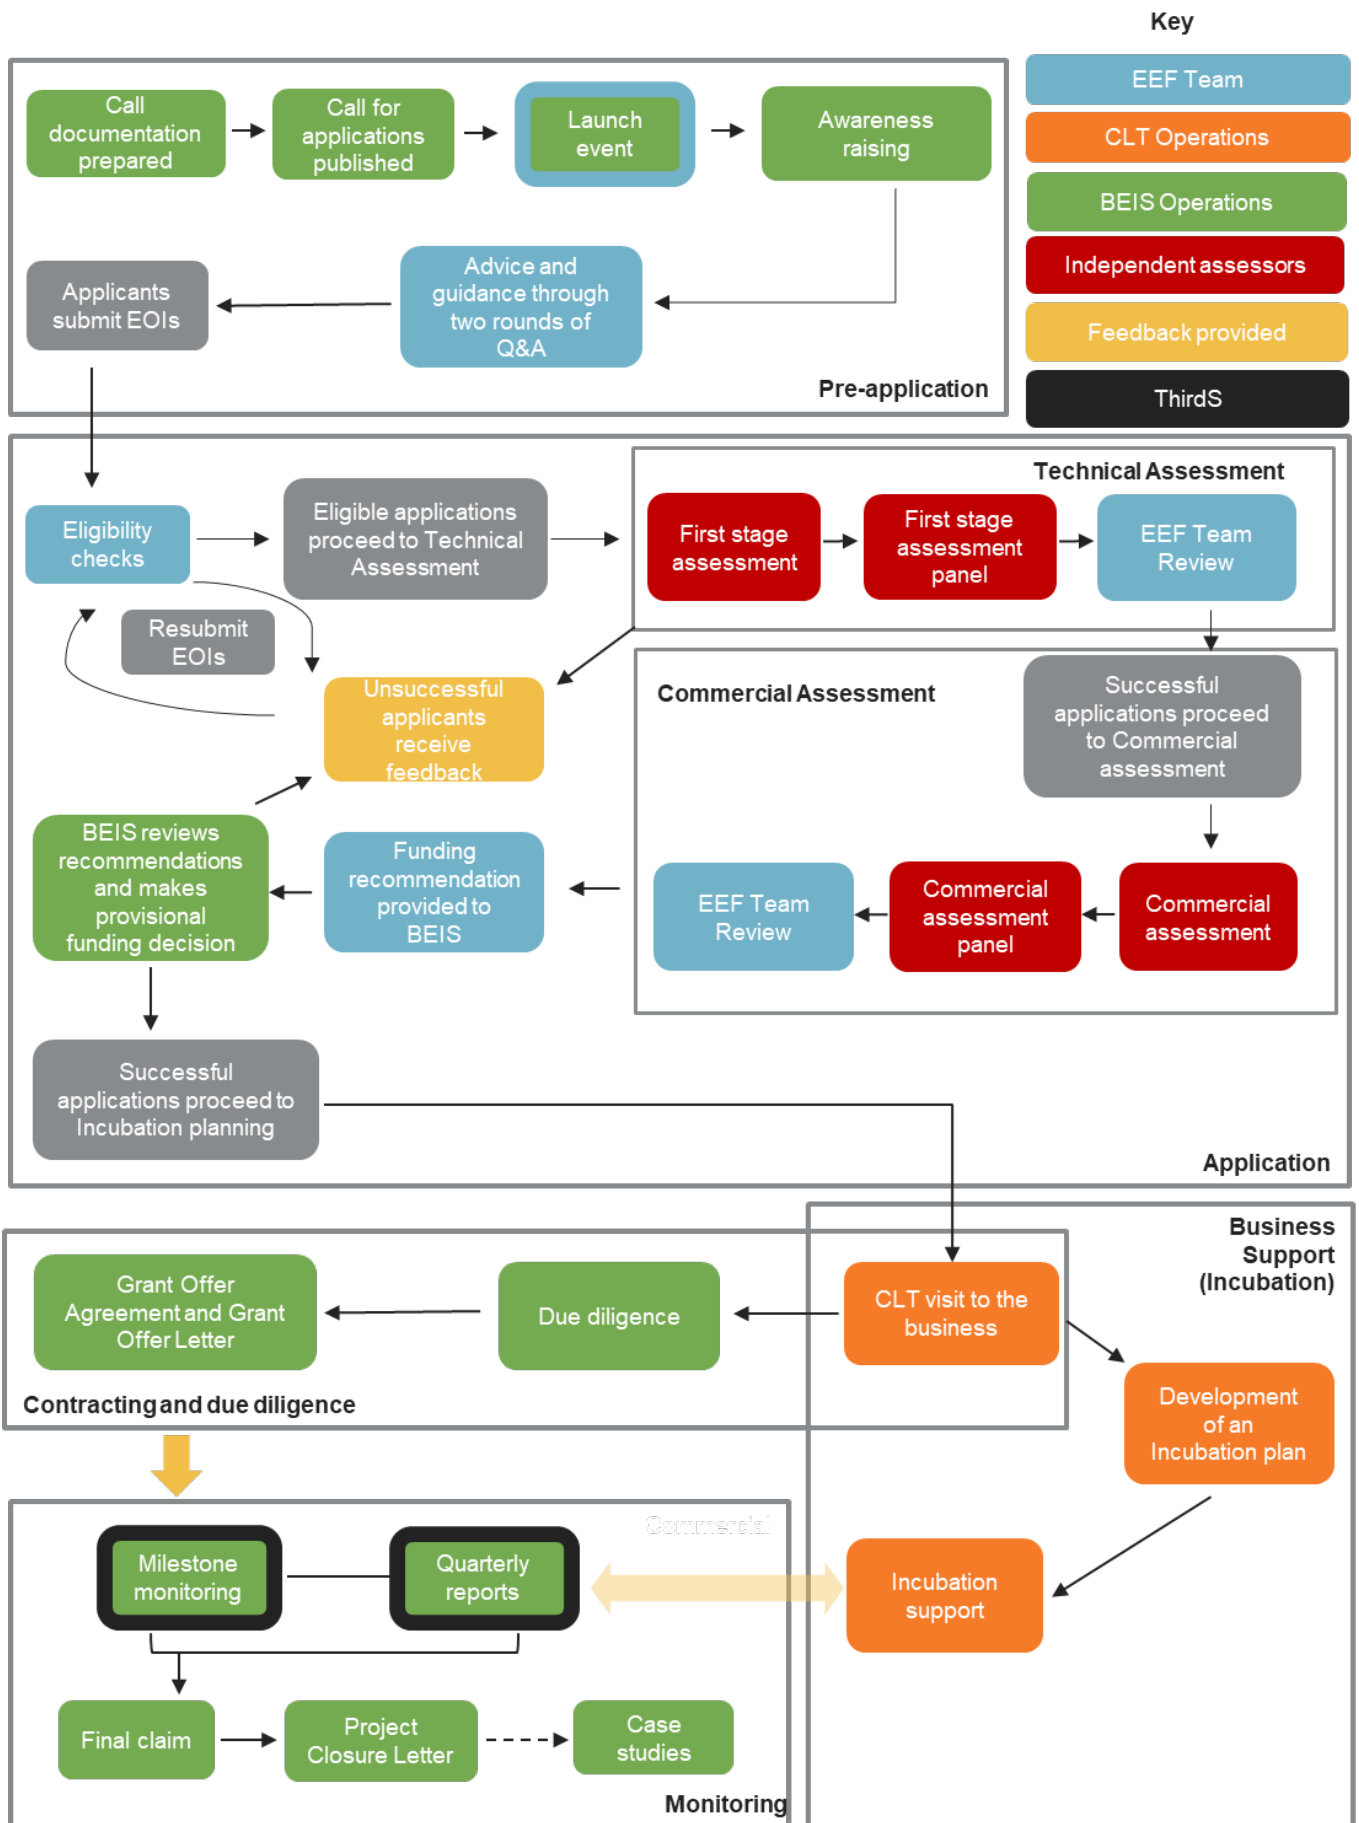 Key
EEF Team
CLT Operations
BEIS Operations
Independent assessors
Feedback provided
ThirdS
Call
documentation
prepared
Call for
applications
published
Launch
event
Awareness
raising
Applicants
submit EOIs
Advice and
guidance through
two rounds of
Q&A
Pre-application
Technical Assessment
Eligibility
checks
Eligible applications
proceed to Technical
Assessment
First stage
assessment
First stage
assessment
panel
EEF Team
Review
Resubmit
EOIs
Unsuccessful
applicants
receive
feedback
Commercial Assessment
Successful
applications proceed
to Commercial
assessment
BEIS reviews
recommendations
and makes
provisional
funding decision
Funding
recommendation
provided to
BEIS
EEF Team
Review
Commercial
assessment
panel
Commercial
assessment
Successful
applications proceed to
Incubation planning
Application
Business
Support
(Incubation)
Grant Offer
Agreement and Grant
Offer Letter
Due diligence
CLT visit to the
business
Contracting and due diligence
Development
of an
Incubation plan
Commercial
Milestone
monitoring
Quarterly
reports
Incubation
support
Final claim
Project
Closure Letter
Case
studies
Monitoring